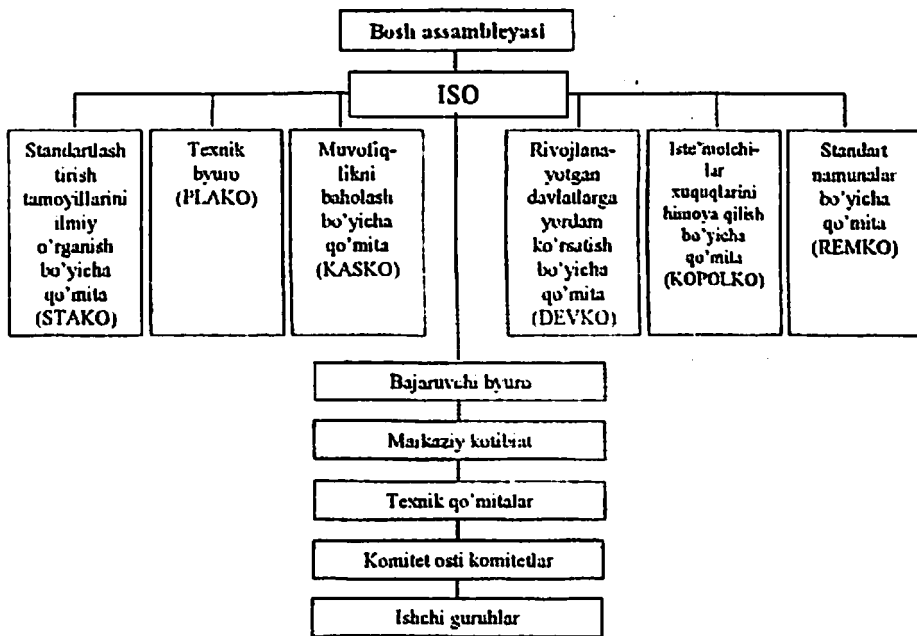 Bosh assambleyasi
ISO
Standartlash
tirish
tamoyillarini
ilmiy
o'rganish
bo'yicha
qo'mita
(STAKO)
Texnik
byuro
(PLAKO)
Muvofiq-
likni
baholash
bo'yicha
qo'mita
(KASKO)
Rivojlana-
yotgan
davlatlarga
yordam
ko'rsatish
bo'yicha
qo'mita
(DEVKO)
Iste'molchi-
lar
xuquqlarini
himoya qilish
bo'yicha
qo'mita
(KOPOLKO)
Standart
namunalar
bo'yicha
qo'mita
(REMKO)
Bajaruvchi byuro
Markaziy kotibiat
Texnik qo'mitalar
Komitet osti komitetlar
Ishchi guruhlar